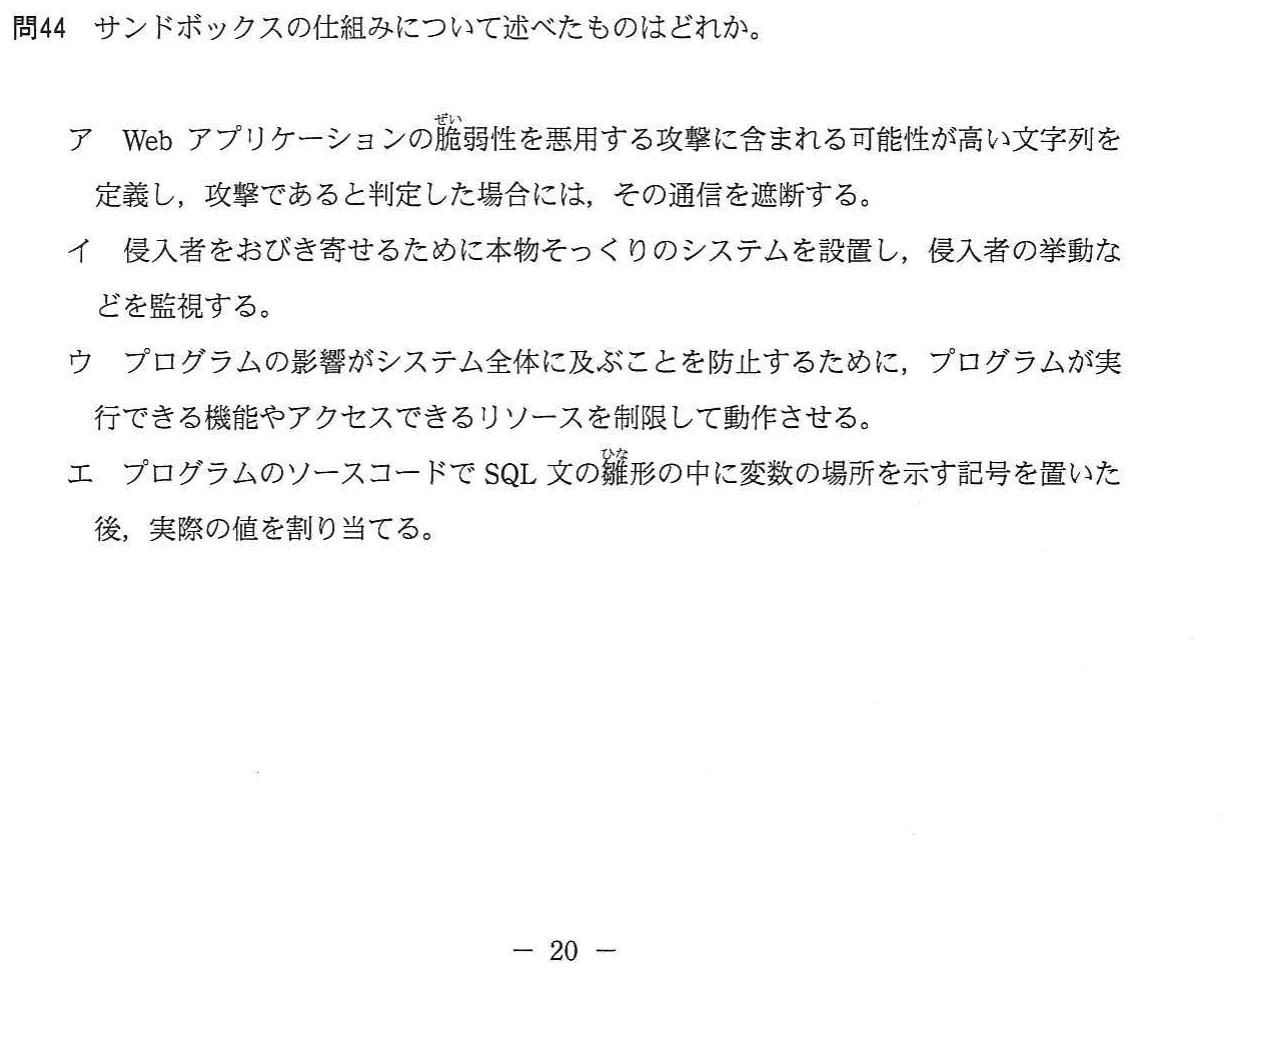 問44　サンドボックスの仕組みについて述べたものはどれか。
ぜい
ア　Web アプリケーションの脆弱性を悪用する攻撃に含まれる可能性が高い文字列を
定義し，攻撃であると判定した場合には，その通信を遮断する。
イ　侵入者をおびき寄せるために本物そっくりのシステムを設置し，侵入者の挙動な
どを監視する。
ウ　プログラムの影響がシステム全体に及ぶことを防止するために，プログラムが実
行できる機能やアクセスできるリソースを制限して動作させる。
ひな
エ　プログラムのソースコードで SQL 文の雛形の中に変数の場所を示す記号を置いた
後，実際の値を割り当てる。
－ 20 －